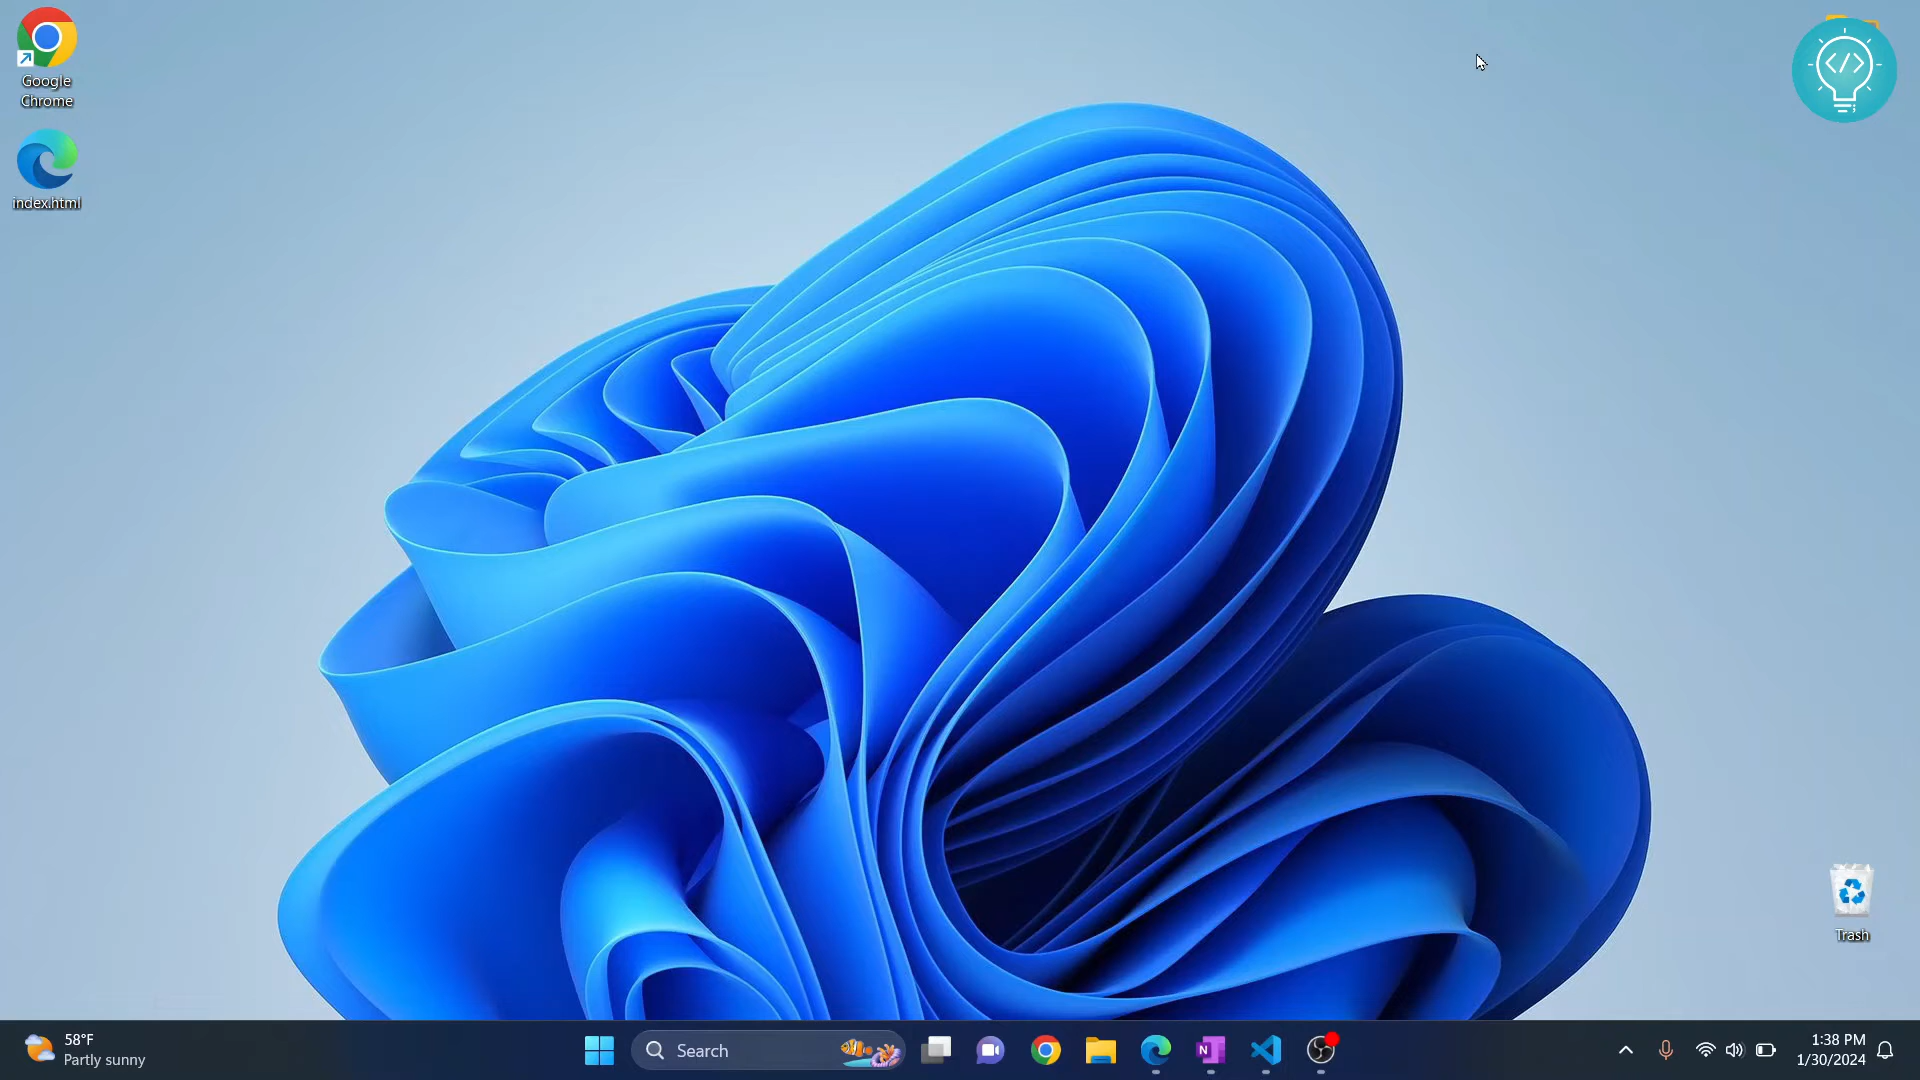 Google
Chrome
index.html
</>
Trash
58°F
Partly sunny
Search
N
1:38 PM
1/30/2024